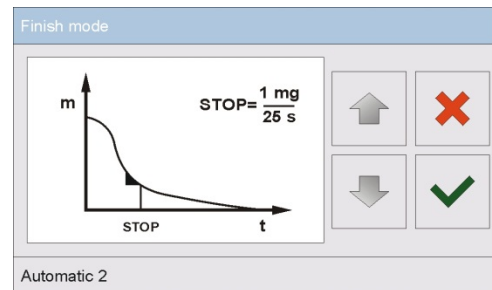 Finish mode
m
STOP= 1 mg
25 s
STOP
t
Automatic 2